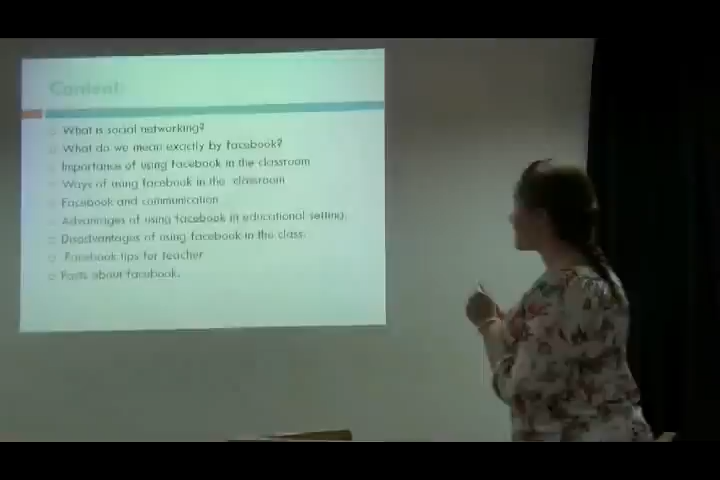 Content
What is social networking?
What do we mean exactly by facebook?
Importance of using facebook in the classroom
Ways of using facebook in the classroom
Facebook and communication
Advantages of using facebook in educational setting.
Disadvantages of using facebook in the class.
Facebook tips for teacher
Facts about facebook.